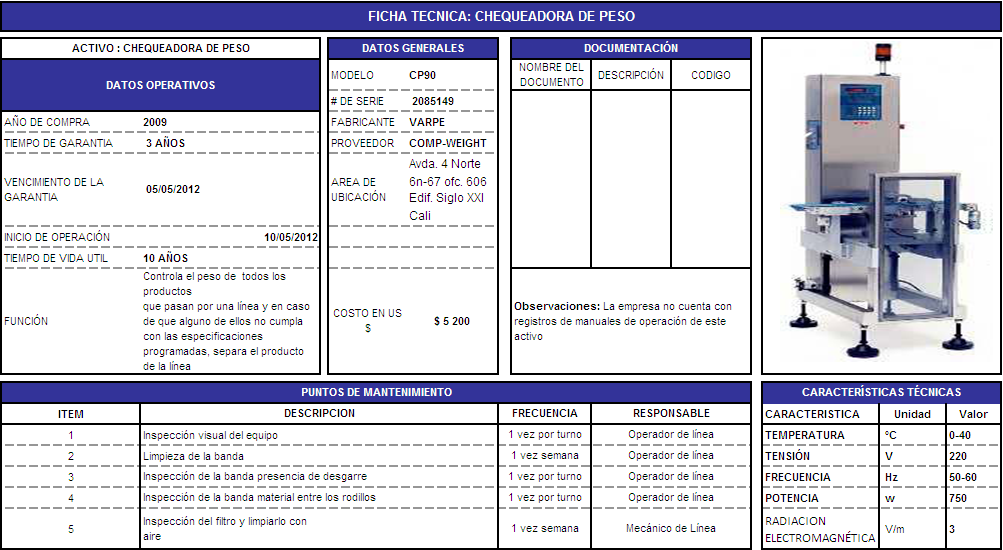 FICHA TECNICA: CHEQUEADORA DE PESO
ACTIVO : CHEQUEADORA DE PESO
DATOS OPERATIVOS
AÑO DE COMPRA 2009
TIEMPO DE GARANTIA 3 AÑOS
VENCIMIENTO DE LA
GARANTIA
05/05/2012
INICIO DE OPERACIÓN 10/05/2012
TIEMPO DE VIDA UTIL 10 AÑOS
FUNCIÓN
Controla el peso de todos los
productos
que pasan por una línea y en caso
de que alguno de ellos no cumpla
con las especificaciones
programadas, separa el producto
de la línea
DATOS GENERALES
MODELO CP90
# DE SERIE 2085149
FABRICANTE VARPE
PROVEEDOR COMP-WEIGHT
AREA DE
UBICACIÓN
Avda. 4 Norte
6n-67 ofc. 606
Edif. Siglo XXI
Cali
COSTO EN US
$
$ 5 200
DOCUMENTACIÓN
NOMBRE DEL
DOCUMENTO
DESCRIPCIÓN
CODIGO
Observaciones: La empresa no cuenta con
registros de manuales de operación de este
activo
PUNTOS DE MANTENIMIENTO
ITEM DESCRIPCION FRECUENCIA RESPONSABLE
1 Inspección visual del equipo 1 vez por turno Operador de línea
2 Limpieza de la banda 1 vez semana Operador de línea
3 Inspección de la banda presencia de desgarre 1 vez por turno Operador de línea
4 Inspección de la banda material entre los rodillos 1 vez por turno Operador de línea
5 Inspección del filtro y limpiarlo con
aire
1 vez semana Mecánico de Línea
CARACTERÍSTICAS TÉCNICAS
CARACTERISTICA Unidad Valor
TEMPERATURA °C 0-40
TENSIÓN V 220
FRECUENCIA Hz 50-60
POTENCIA w 750
RADIACION
ELECTROMAGNÉTICA
V/m 3